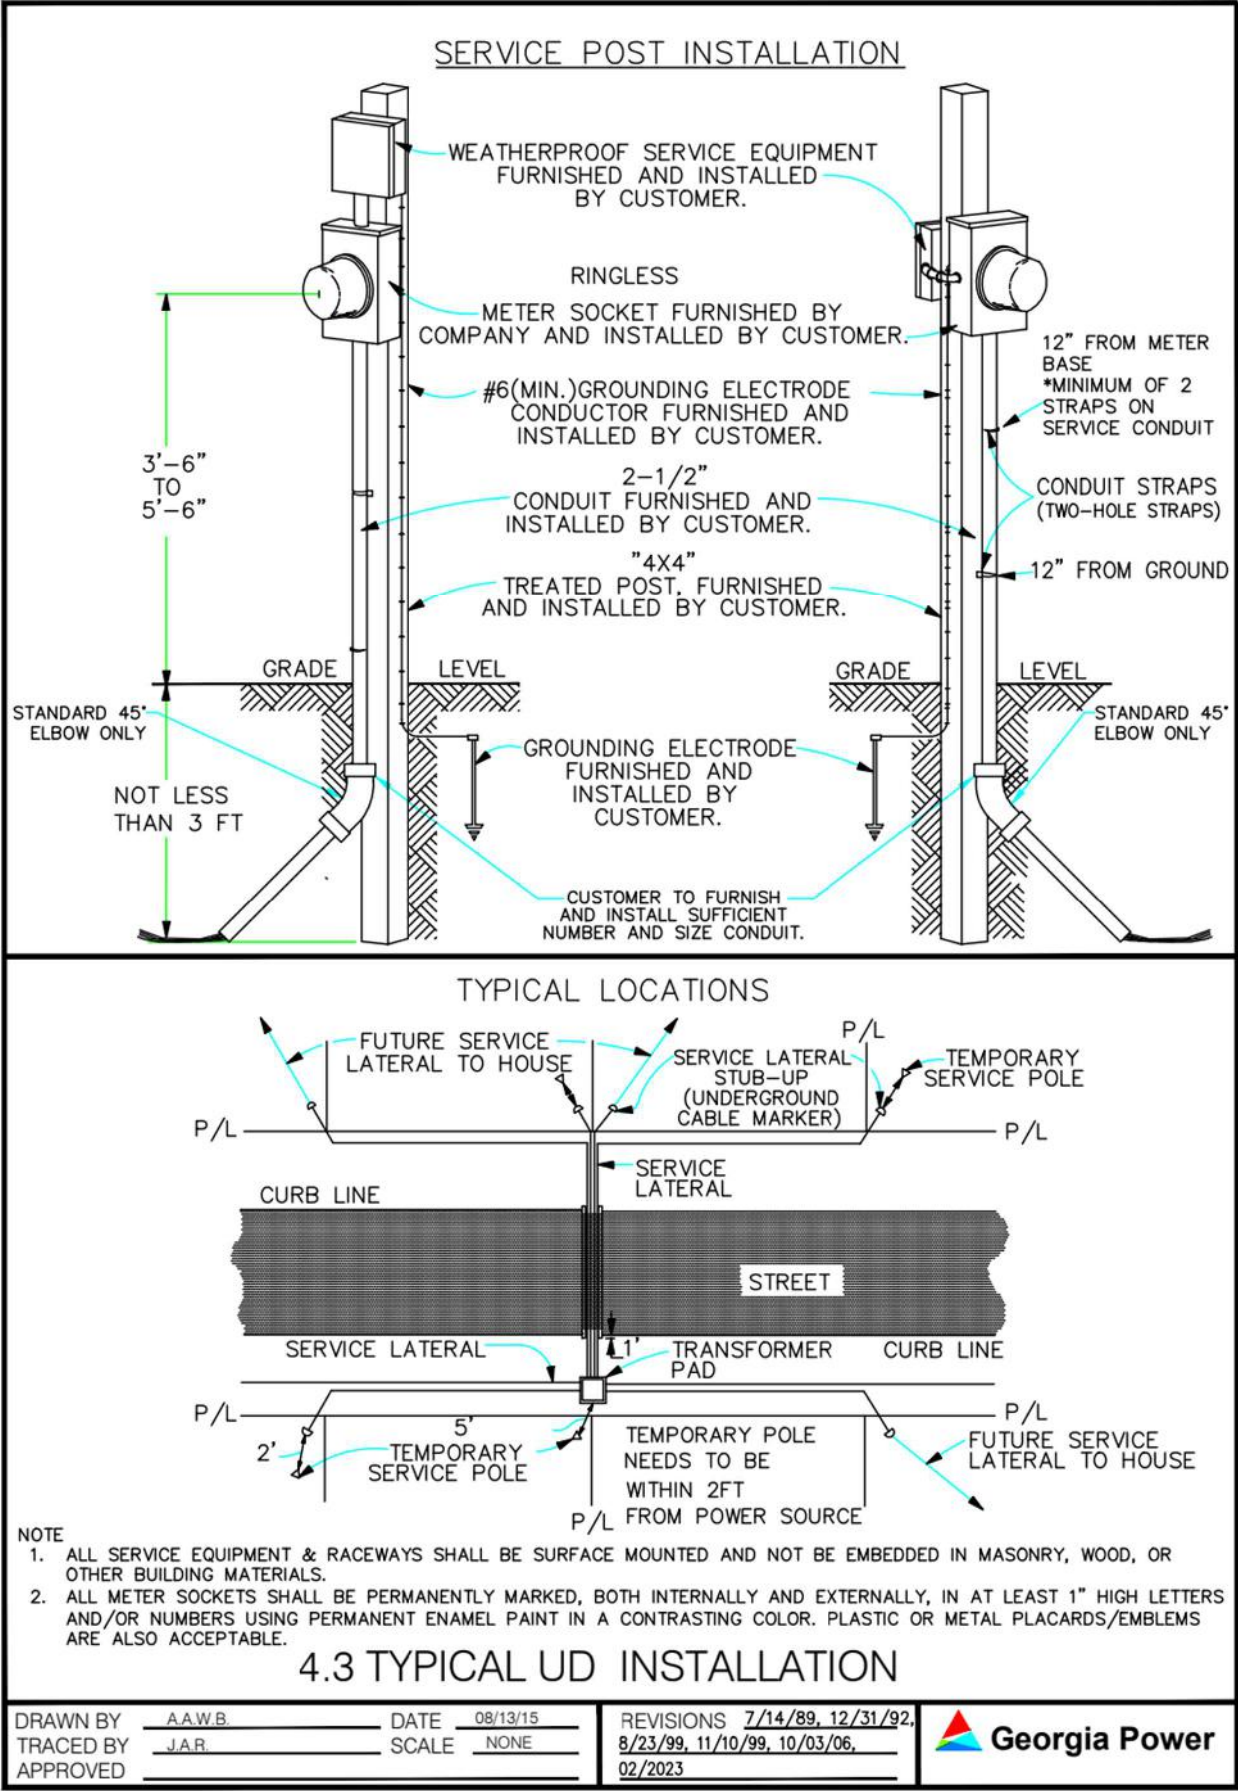 SERVICE POST INSTALLATION
WEATHERPROOF SERVICE EQUIPMENT
FURNISHED AND INSTALLED
BY CUSTOMER.
RINGLESS
METER SOCKET FURNISHED BY
COMPANY AND INSTALLED BY CUSTOMER.
12" FROM METER
BASE
*MINIMUM OF 2
STRAPS ON
SERVICE CONDUIT
#6(MIN.)GROUNDING ELECTRODE
CONDUCTOR FURNISHED AND
INSTALLED BY CUSTOMER.
3'-6"
TO
5'-6"
2-1/2"
CONDUIT FURNISHED AND
INSTALLED BY CUSTOMER.
CONDUIT STRAPS
(TWO-HOLE STRAPS)
"4X4"
TREATED POST, FURNISHED
AND INSTALLED BY CUSTOMER.
12" FROM GROUND
GRADE LEVEL
GRADE LEVEL
STANDARD 45°
ELBOW ONLY
STANDARD 45°
ELBOW ONLY
GROUNDING ELECTRODE
FURNISHED AND
INSTALLED BY
CUSTOMER.
NOT LESS
THAN 3 FT
CUSTOMER TO FURNISH
AND INSTALL SUFFICIENT
NUMBER AND SIZE CONDUIT.
TYPICAL LOCATIONS
FUTURE SERVICE
LATERAL TO HOUSE
P/L
SERVICE LATERAL
STUB-UP
(UNDERGROUND
CABLE MARKER)
TEMPORARY
SERVICE POLE
P/L
P/L
SERVICE
LATERAL
CURB LINE
STREET
SERVICE LATERAL
1'
TRANSFORMER
PAD
CURB LINE
P/L
P/L
5'
2'
TEMPORARY
SERVICE POLE
TEMPORARY POLE
NEEDS TO BE
WITHIN 2FT
FROM POWER SOURCE
FUTURE SERVICE
LATERAL TO HOUSE
P/L
NOTE
1. ALL SERVICE EQUIPMENT & RACEWAYS SHALL BE SURFACE MOUNTED AND NOT BE EMBEDDED IN MASONRY, WOOD, OR
OTHER BUILDING MATERIALS.
2. ALL METER SOCKETS SHALL BE PERMANENTLY MARKED, BOTH INTERNALLY AND EXTERNALLY, IN AT LEAST 1" HIGH LETTERS
AND/OR NUMBERS USING PERMANENT ENAMEL PAINT IN A CONTRASTING COLOR. PLASTIC OR METAL PLACARDS/EMBLEMS
ARE ALSO ACCEPTABLE.
4.3 TYPICAL UD INSTALLATION
DRAWN BY A.A.W.B. DATE 08/13/15
TRACED BY J.A.R. SCALE NONE
APPROVED
REVISIONS 7/14/89, 12/31/92,
8/23/99, 11/10/99, 10/03/06,
02/2023
Georgia Power